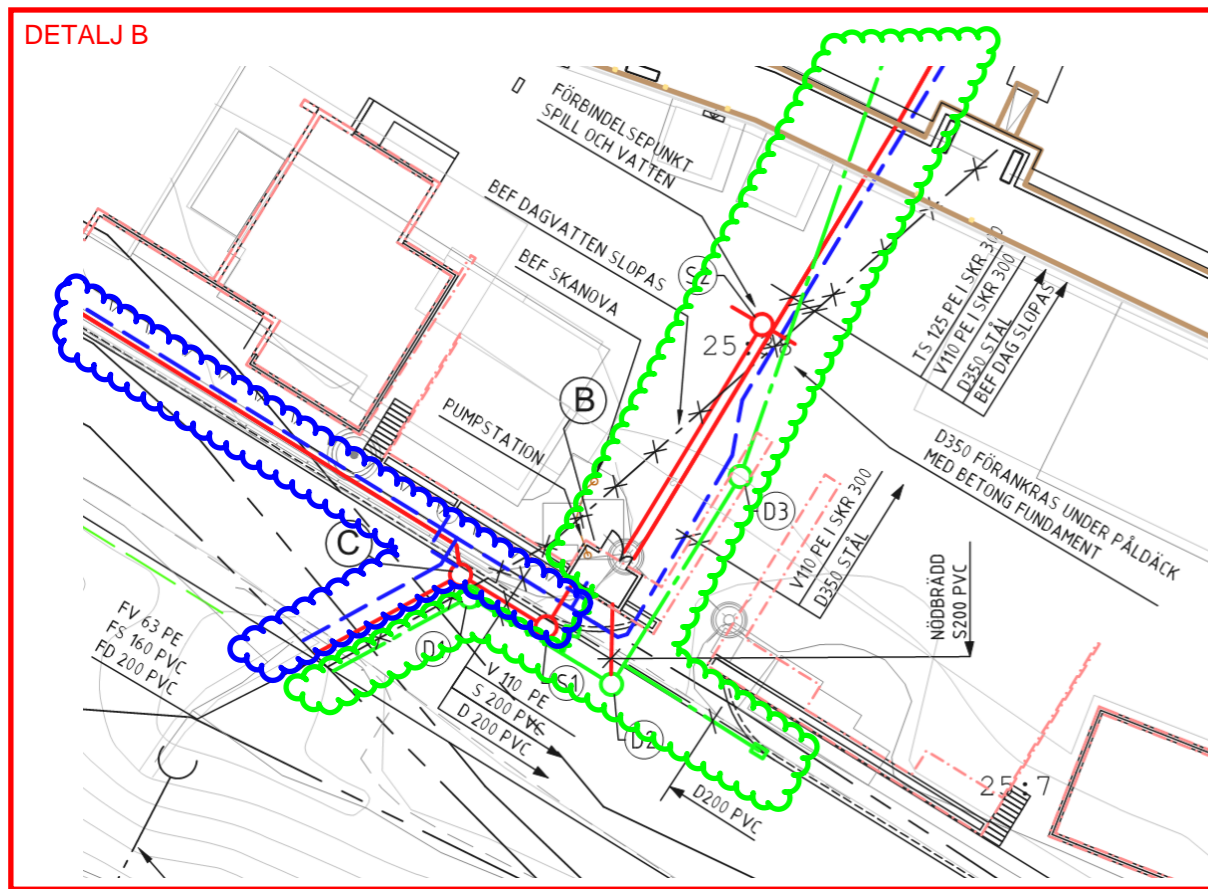 DETALJ B
FÖRBINDELSEPUNKT
SPILL OCH VATTEN
BEF DAGVATTEN SLOPAS
BEF SKANOVA
S2
TS 125 PE I SKR 300
V110 PE I SKR 300
D350 STÅL
BEF DAG SLOPAS
B
PUMPSTATION
D350 FÖRANKRAS UNDER PÅLDÄCK
MED BETONG FUNDAMENT
D3
V110 PE I SKR 300
D350 STÅL
C
NÖDBRÄDD
S200 PVC
FV 63 PE
FS 160 PVC
FD 200 PVC
D1
S1
V 110 PE
S 200 PVC
D 200 PVC
D2
D200 PVC
25:7